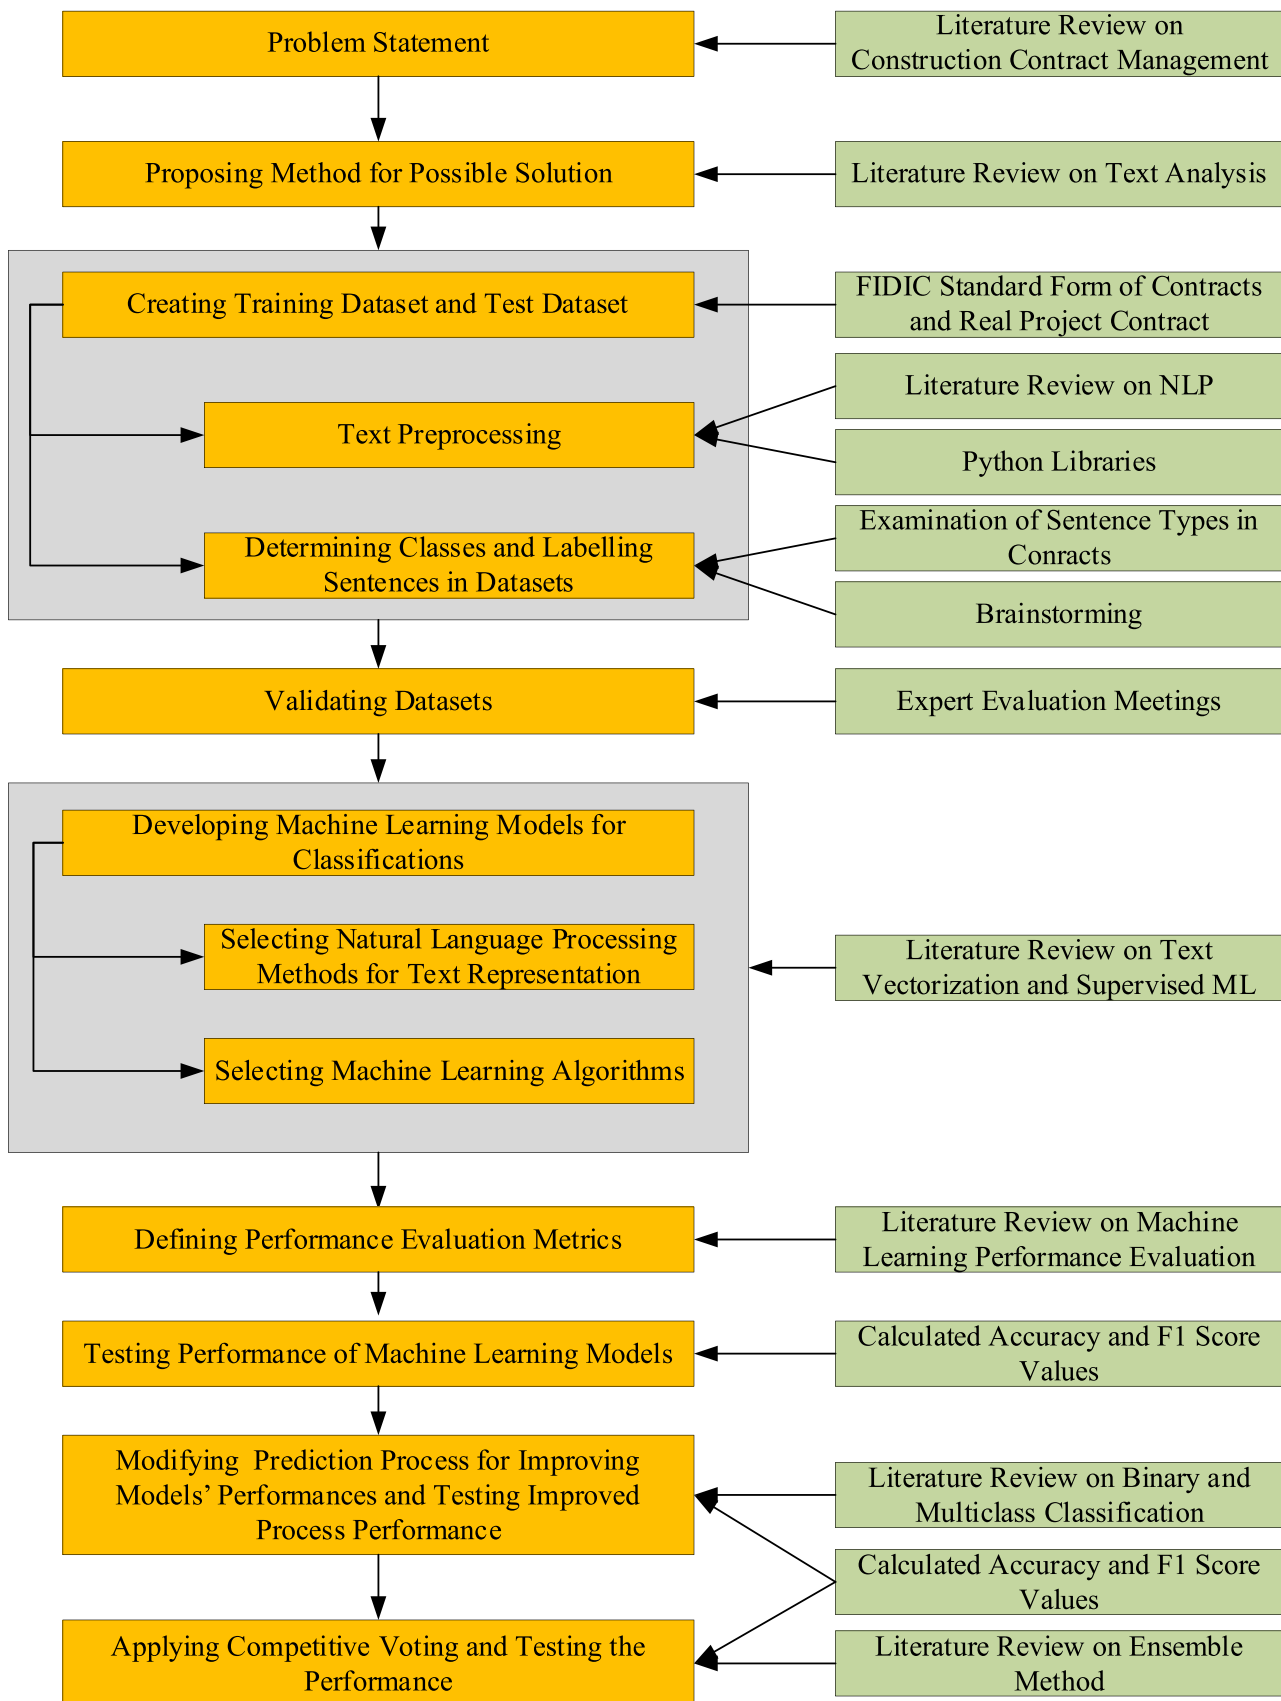 Problem Statement
Literature Review on
Construction Contract Management
Proposing Method for Possible Solution
Literature Review on Text Analysis
Creating Training Dataset and Test Dataset
FIDIC Standard Form of Contracts
and Real Project Contract
Literature Review on NLP
Text Preprocessing
Python Libraries
Examination of Sentence Types in
Conracts
Determining Classes and Labelling
Sentences in Datasets
Brainstorming
Validating Datasets
Expert Evaluation Meetings
Developing Machine Learning Models for
Classifications
Selecting Natural Language Processing
Methods for Text Representation
Literature Review on Text
Vectorization and Supervised ML
Selecting Machine Learning Algorithms
Defining Performance Evaluation Metrics
Literature Review on Machine
Learning Performance Evaluation
Testing Performance of Machine Learning Models
Calculated Accuracy and F1 Score
Values
Modifying  Prediction Process for Improving
Models’ Performances and Testing Improved
Process Performance
Literature Review on Binary and
Multiclass Classification
Calculated Accuracy and F1 Score
Values
Applying Competitive Voting and Testing the
Performance
Literature Review on Ensemble
Method